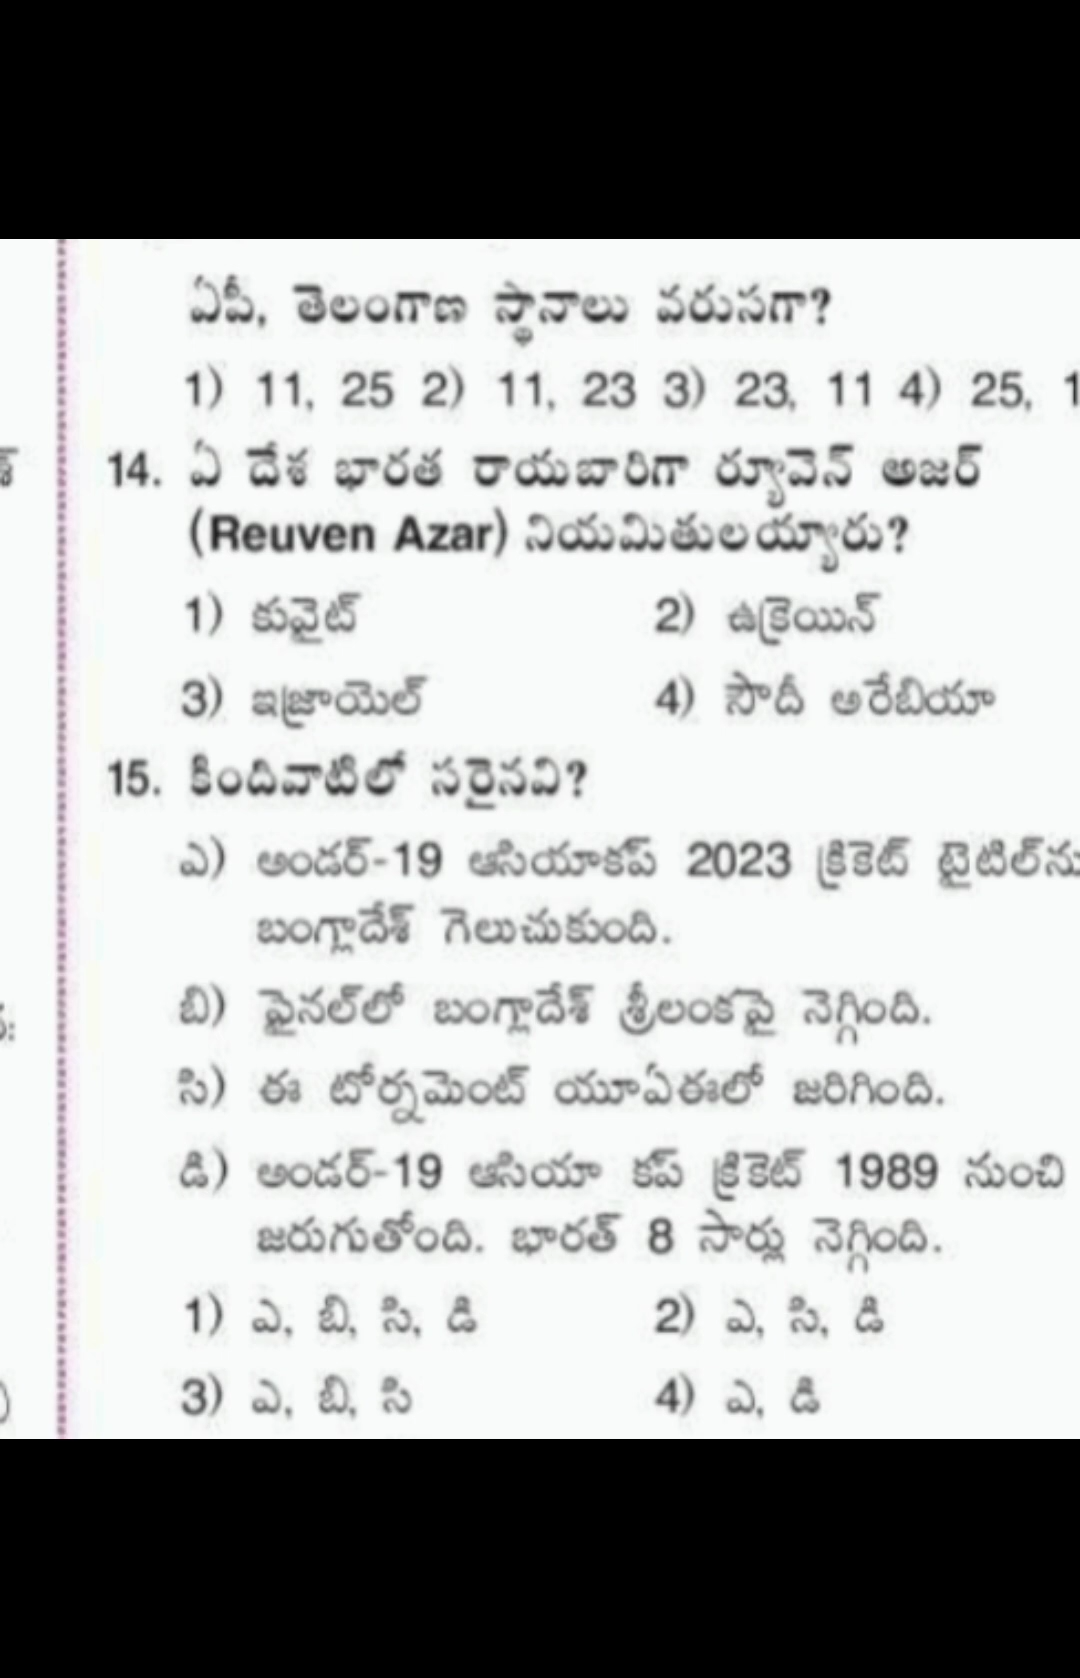 ఏపీ, తెలంగాణ స్థానాలు వరుసగా?
1) 11, 25 2) 11, 23 3) 23, 11 4) 25, 1
14. ఏ దేశ భారత రాయబారిగా ర్యూవెన్ అజర్
(Reuven Azar) నియమితులయ్యారు?
1) కువైట్ 2) ఉక్రెయిన్
3) ఇజ్రాయెల్ 4) సౌదీ అరేబియా
15. కిందివాటిలో సరైనవి?
ఎ) అండర్-19 ఆసియాకప్ 2023 క్రికెట్ టైటిల్‌ను
బంగ్లాదేశ్ గెలుచుకుంది.
బి) ఫైనల్‌లో బంగ్లాదేశ్ శ్రీలంకపై నెగ్గింది.
సి) ఈ టోర్నమెంట్ యూఏఈలో జరిగింది.
డి) అండర్-19 ఆసియా కప్ క్రికెట్ 1989 నుంచి
జరుగుతోంది. భారత్ 8 సార్లు నెగ్గింది.
1) ఎ, బి, సి, డి 2) ఎ, సి, డి
3) ఎ, బి, సి 4) ఎ, డి